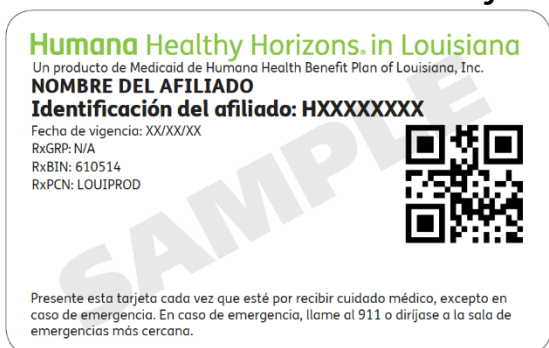 Humana Healthy Horizons® in Louisiana
Un producto de Medicaid de Humana Health Benefit Plan of Louisiana, Inc.
NOMBRE DEL AFILIADO
Identificación del afiliado: HXXXXXXXX
Fecha de vigencia: XX/XX/XX
RxGRP: N/A
RxBIN: 610514
RxPCN: LOUIPROD
SAMPLE
Presente esta tarjeta cada vez que esté por recibir cuidado médico, excepto en
caso de emergencia. En caso de emergencia, llame al 911 o diríjase a la sala de
emergencias más cercana.